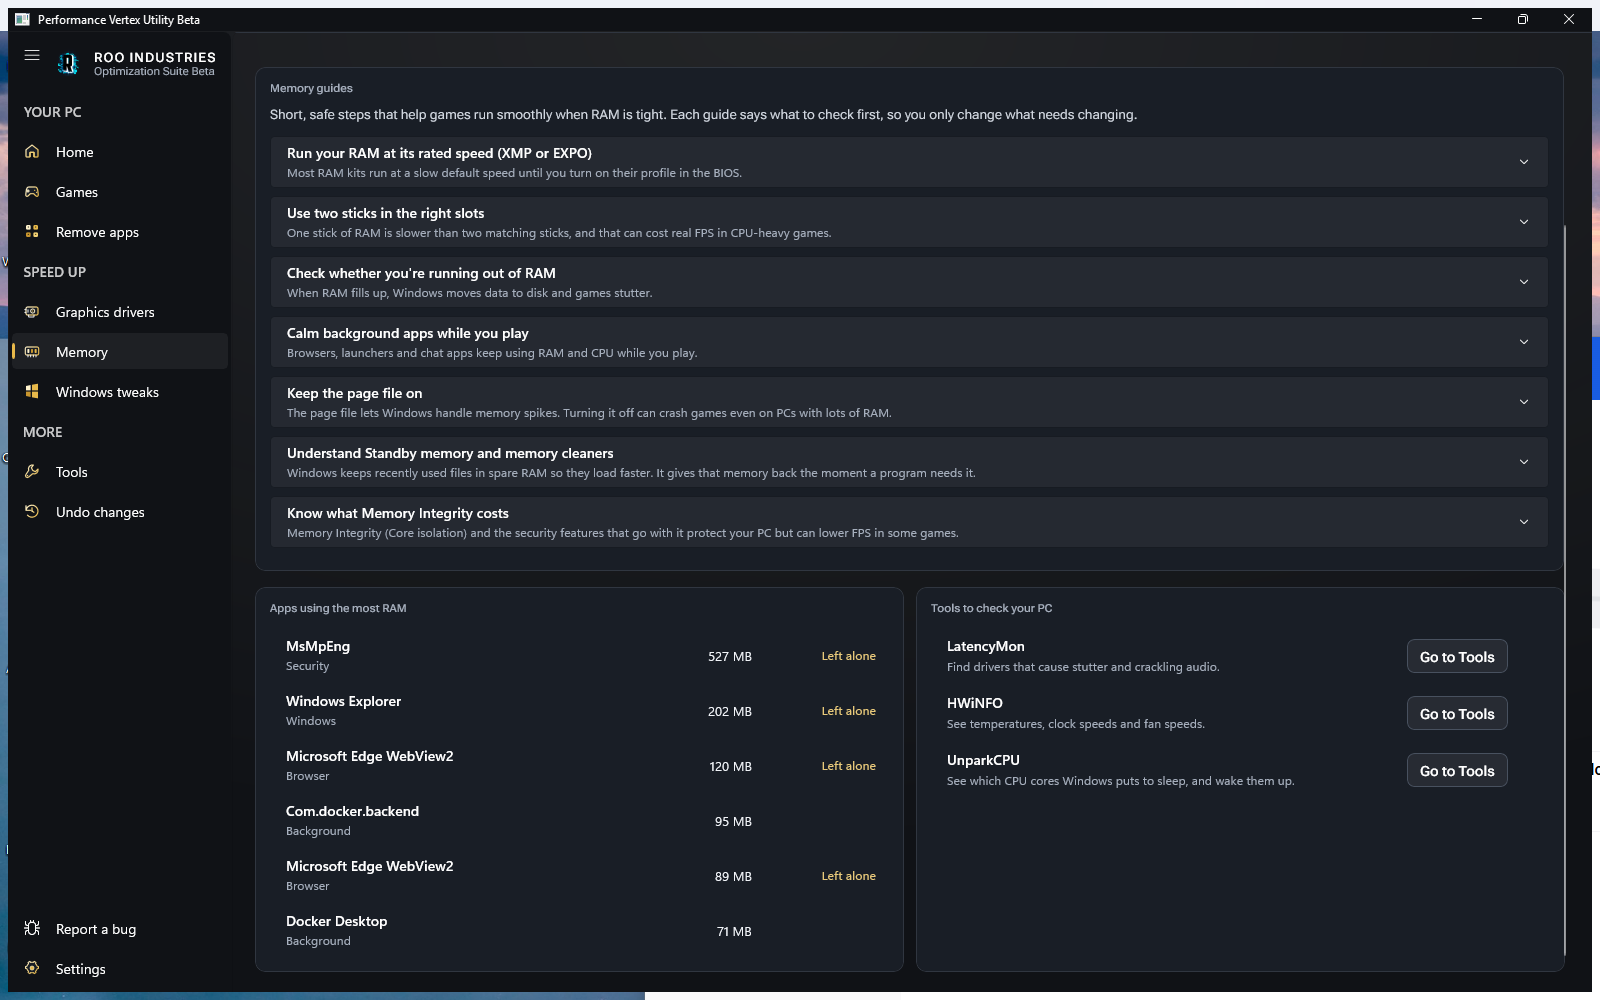 Performance Vertex Utility Beta
ROO INDUSTRIES
Optimization Suite Beta
YOUR PC
Home
Games
Remove apps
SPEED UP
Graphics drivers
Memory
Windows tweaks
MORE
Tools
Undo changes
Report a bug
Settings
Memory guides
Short, safe steps that help games run smoothly when RAM is tight. Each guide says what to check first, so you only change what needs changing.
Run your RAM at its rated speed (XMP or EXPO)
Most RAM kits run at a slow default speed until you turn on their profile in the BIOS.
Use two sticks in the right slots
One stick of RAM is slower than two matching sticks, and that can cost real FPS in CPU-heavy games.
Check whether you're running out of RAM
When RAM fills up, Windows moves data to disk and games stutter.
Calm background apps while you play
Browsers, launchers and chat apps keep using RAM and CPU while you play.
Keep the page file on
The page file lets Windows handle memory spikes. Turning it off can crash games even on PCs with lots of RAM.
Understand Standby memory and memory cleaners
Windows keeps recently used files in spare RAM so they load faster. It gives that memory back the moment a program needs it.
Know what Memory Integrity costs
Memory Integrity (Core isolation) and the security features that go with it protect your PC but can lower FPS in some games.
Apps using the most RAM
MsMpEng
Security
527 MB
Left alone
Windows Explorer
Windows
202 MB
Left alone
Microsoft Edge WebView2
Browser
120 MB
Left alone
Com.docker.backend
Background
95 MB
Microsoft Edge WebView2
Browser
89 MB
Left alone
Docker Desktop
Background
71 MB
Tools to check your PC
LatencyMon
Find drivers that cause stutter and crackling audio.
Go to Tools
HWiNFO
See temperatures, clock speeds and fan speeds.
Go to Tools
UnparkCPU
See which CPU cores Windows puts to sleep, and wake them up.
Go to Tools